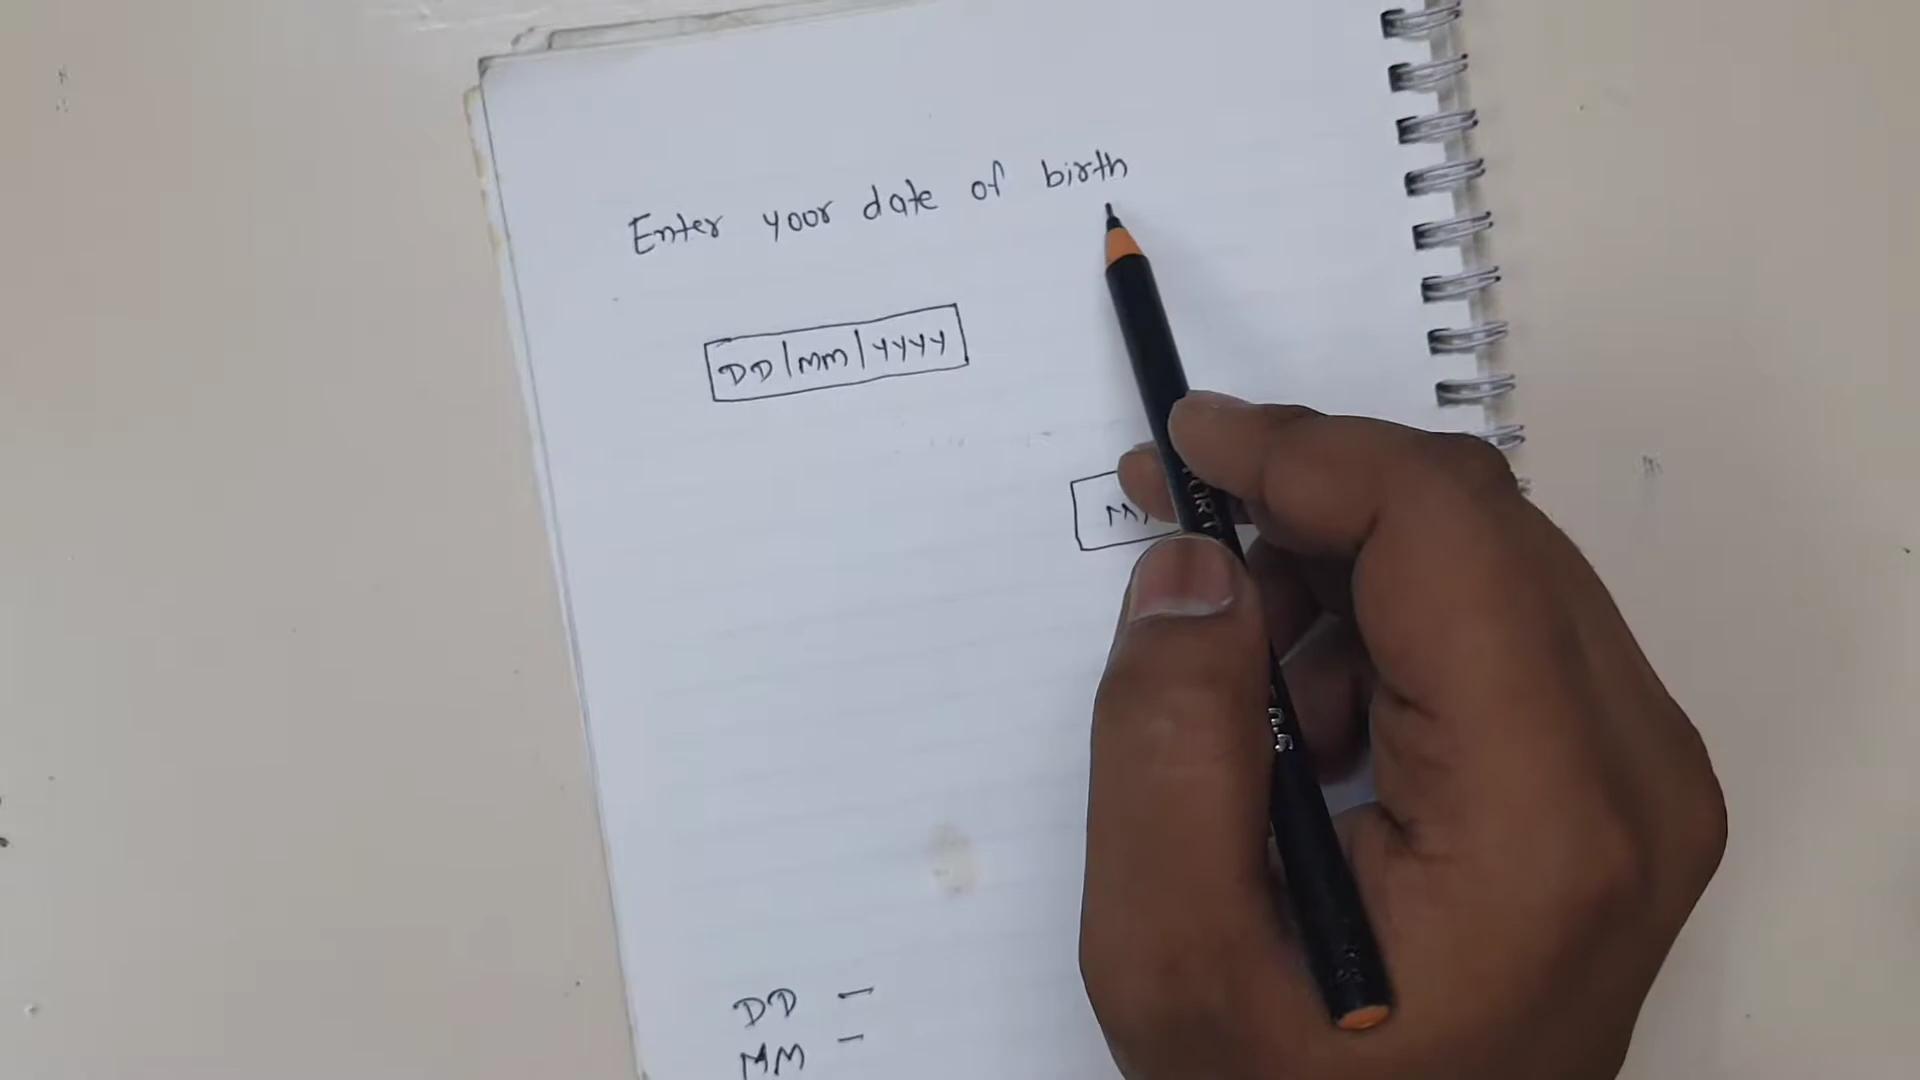 Enter yoor date of birth
DD|MM|YYYY
DD -
MM -